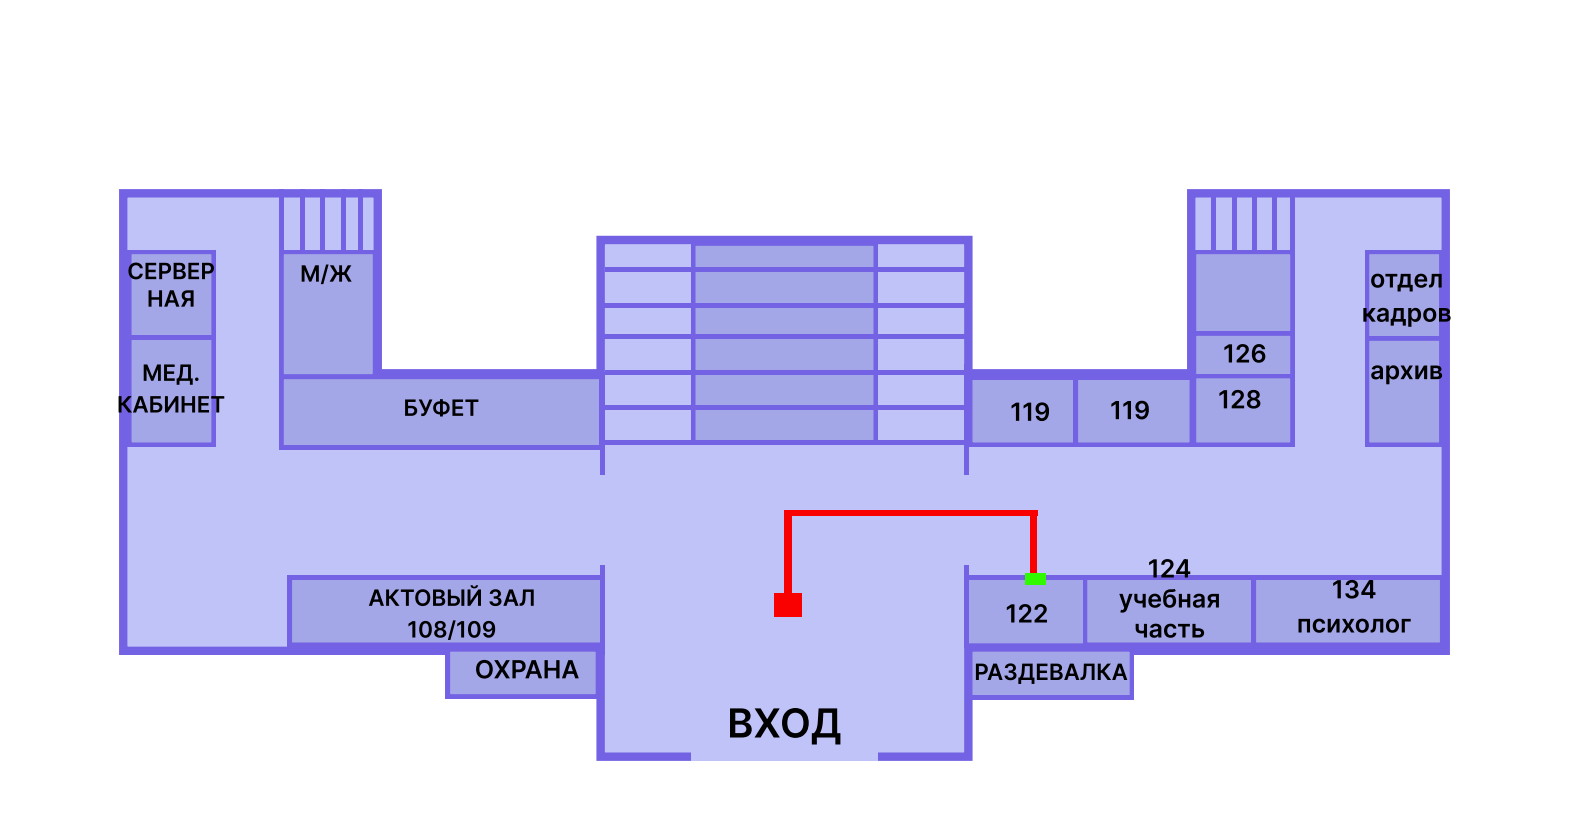 СЕРВЕР
НАЯ
М/Ж
МЕД.
КАБИНЕТ
БУФЕТ
119
119
126
128
отдел
кадров
архив
АКТОВЫЙ ЗАЛ
108/109
ОХРАНА
ВХОД
122
РАЗДЕВАЛКА
124
учебная
часть
134
психолог